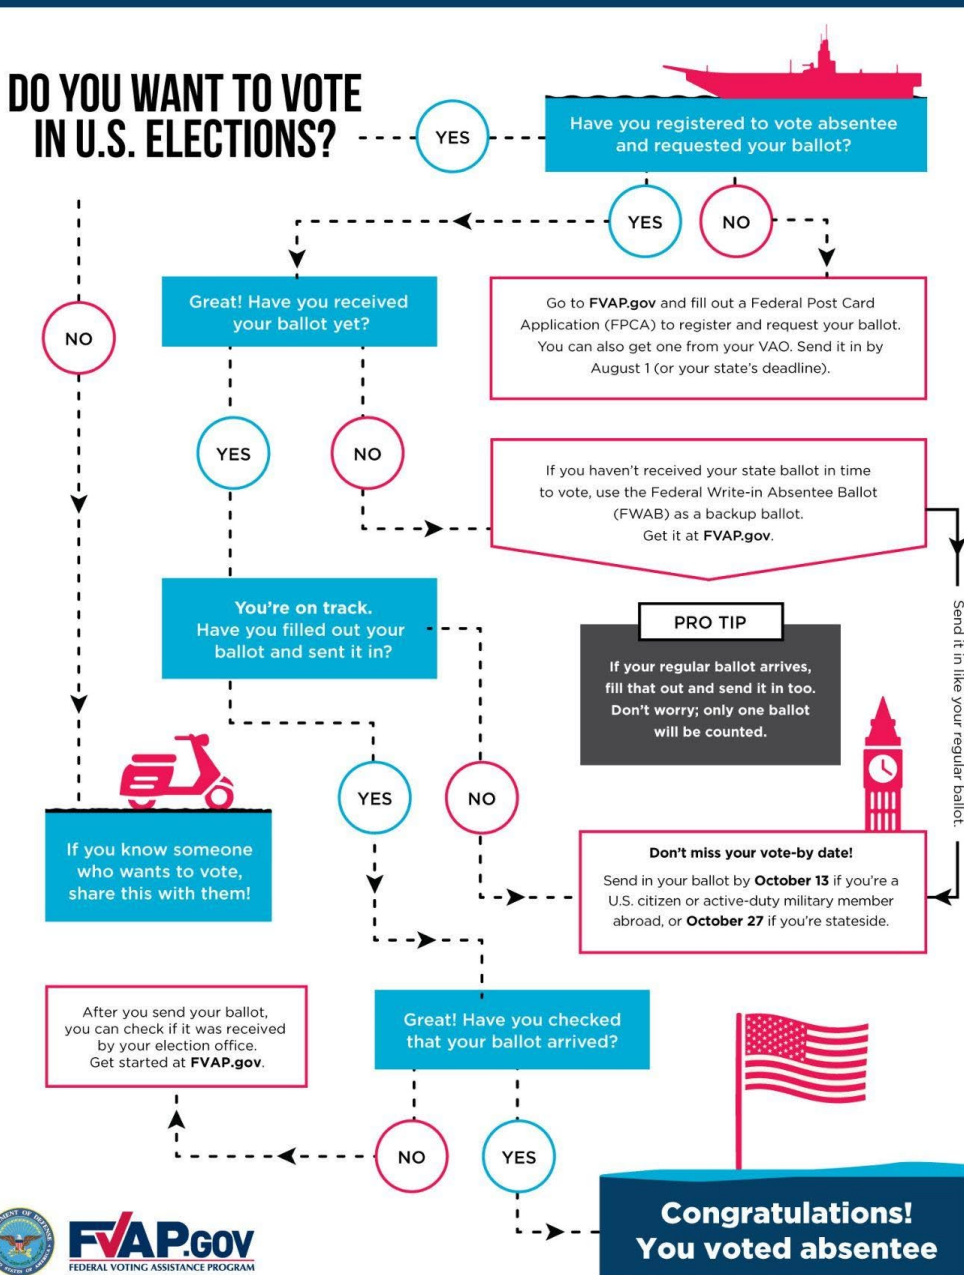 DO YOU WANT TO VOTE
IN U.S. ELECTIONS?
YES
Have you registered to vote absentee
and requested your ballot?
YES
NO
NO
Great! Have you received
your ballot yet?
Go to FVAP.gov and fill out a Federal Post Card
Application (FPCA) to register and request your ballot.
You can also get one from your VAO. Send it in by
August 1 (or your state's deadline).
YES
NO
If you haven't received your state ballot in time
to vote, use the Federal Write-in Absentee Ballot
(FWAB) as a backup ballot.
Get it at FVAP.gov.
Send it in like your regular ballot.
You're on track.
Have you filled out your
ballot and sent it in?
PRO TIP
If your regular ballot arrives,
fill that out and send it in too.
Don't worry; only one ballot
will be counted.
YES
NO
If you know someone
who wants to vote,
share this with them!
Don't miss your vote-by date!
Send in your ballot by October 13 if you're a
U.S. citizen or active-duty military member
abroad, or October 27 if you're stateside.
After you send your ballot,
you can check if it was received
by your election office.
Get started at FVAP.gov.
Great! Have you checked
that your ballot arrived?
NO
YES
Congratulations!
You voted absentee
FVAP.GOV
FEDERAL VOTING ASSISTANCE PROGRAM